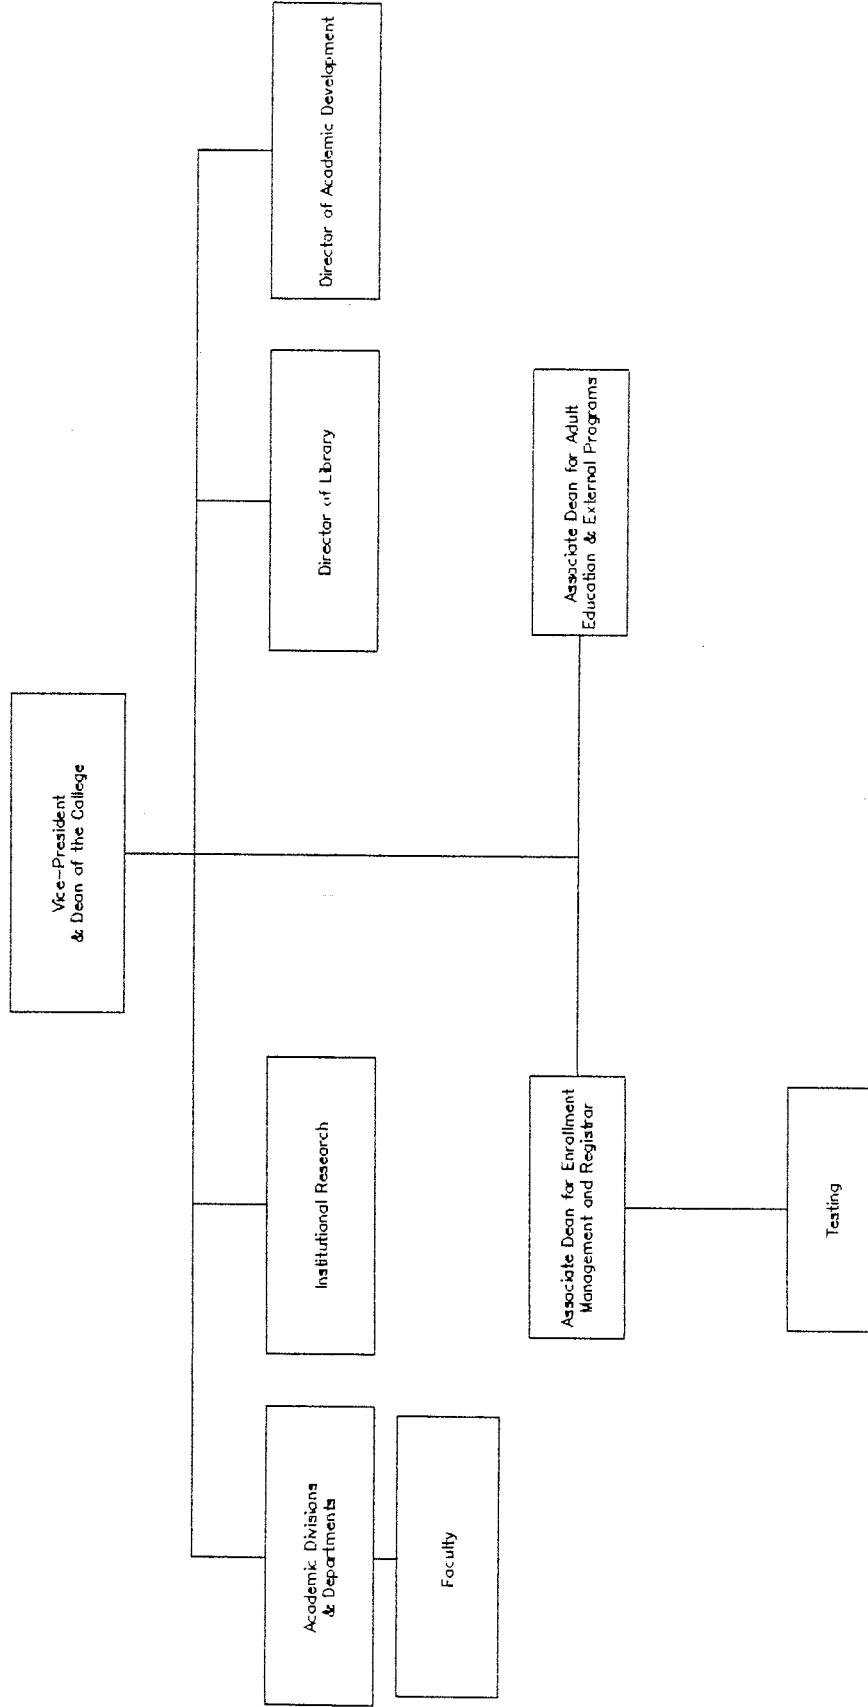 Vice-President
& Dean of the College
Academic Divisions
& Departments
Institutional Research
Director of Library
Director of Academic Development
Faculty
Associate Dean for Enrollment
Management and Registrar
Associate Dean for Adult
Education & External Programs
Testing